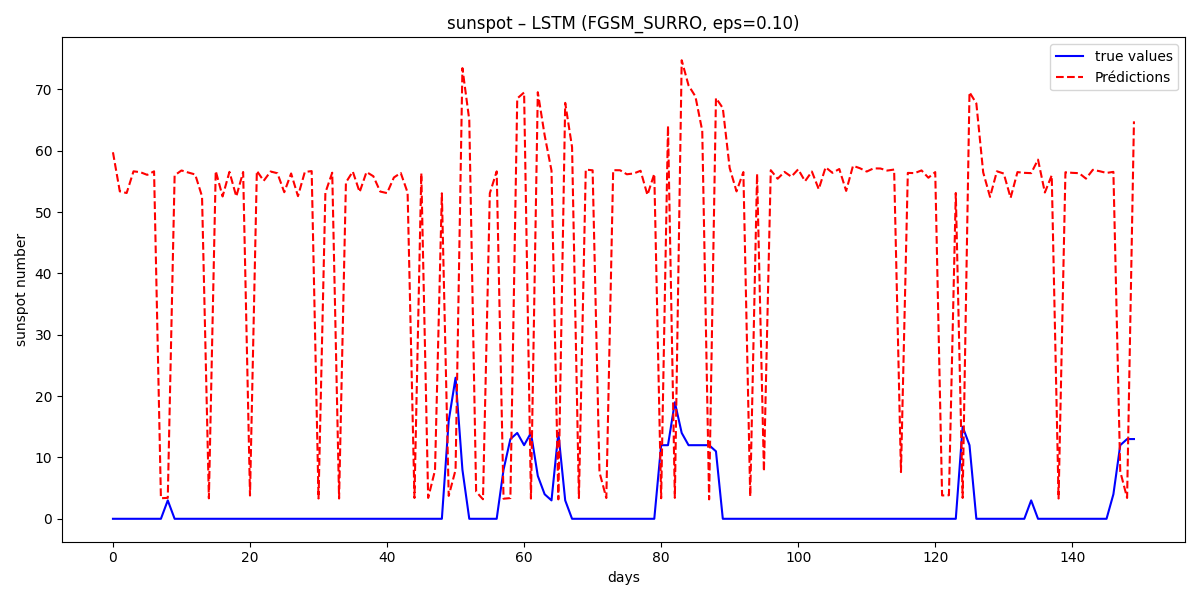 sunspot – LSTM (FGSM_SURRO, eps=0.10)
true values
Prédictions
sunspot number
70
60
50
40
30
20
10
0
0 20 40 60 80 100 120 140
days